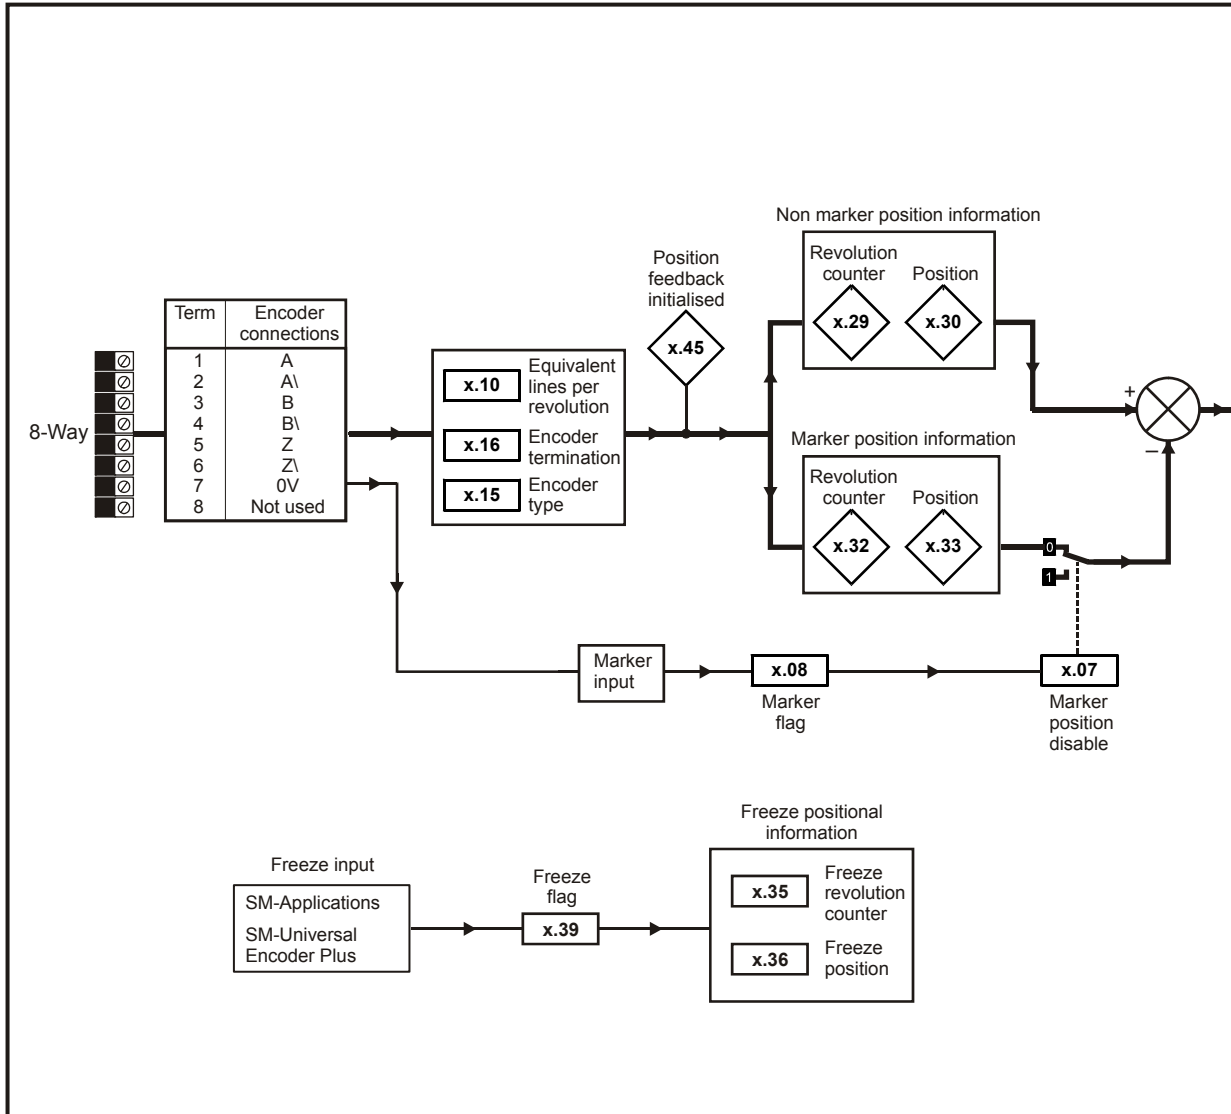 Non marker position information
Revolution
counter
Position
x.29
x.30
Position
feedback
initialised
x.45
Term
Encoder
connections
1 A
2 A\
3 B
4 B\
5 Z
6 Z\
7 0V
8 Not used
8-Way
x.10
Equivalent
lines per
revolution
x.16
Encoder
termination
x.15
Encoder
type
+
−
Marker position information
Revolution
counter
Position
x.32
x.33
0
1
Marker
input
x.08
Marker
flag
x.07
Marker
position
disable
Freeze input
SM-Applications
SM-Universal
Encoder Plus
Freeze
flag
x.39
Freeze positional
information
x.35
Freeze
revolution
counter
x.36
Freeze
position